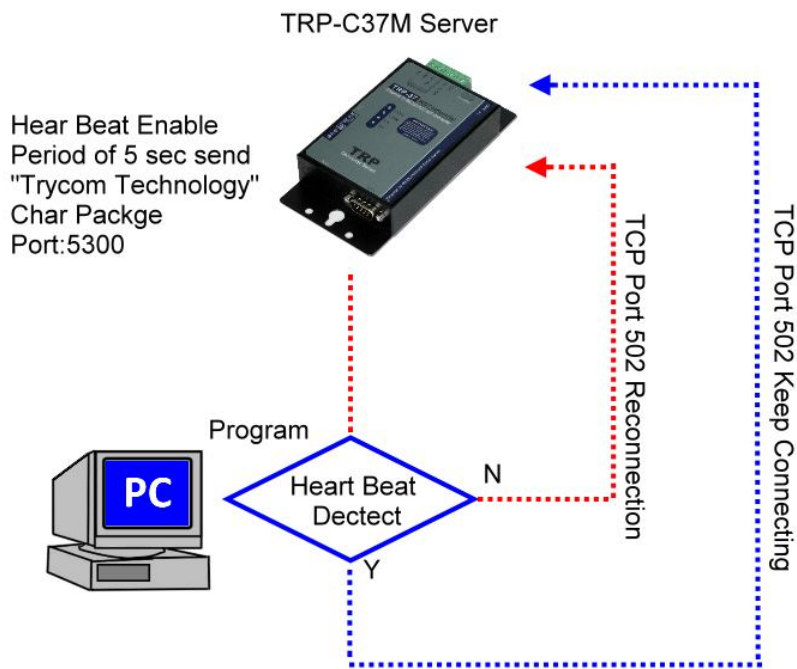 TRP-C37M Server
Hear Beat Enable
Period of 5 sec send
"Trycom Technology"
Char Packge
Port:5300
TRP
TCP Port 502 Reconnection
TCP Port 502 Keep Connecting
Program
PC
Heart Beat
Dectect
N
Y